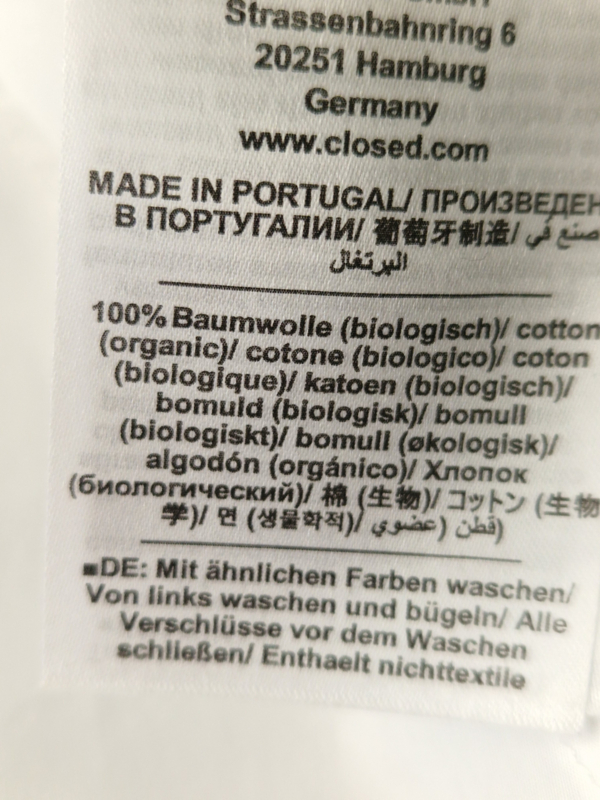 Strassenbahnring 6
20251 Hamburg
Germany
www.closed.com
MADE IN PORTUGAL/ ПРОИЗВЕДЕН
В ПОРТУГАЛИИ/ 葡萄牙制造/ صنع في
البرتغال
100% Baumwolle (biologisch)/ cotton
(organic)/ cotone (biologico)/ coton
(biologique)/ katoen (biologisch)/
bomuld (biologisk)/ bomull
(biologiskt)/ bomull (økologisk)/
algodón (orgánico)/ Хлопок
(биологический)/ 棉 (生物)/ コットン (生物
学)/ 면 (생물학적)/ قطن (عضوي)
■DE: Mit ähnlichen Farben waschen/
Von links waschen und bügeln/ Alle
Verschlüsse vor dem Waschen
schließen/ Enthaelt nichttextile